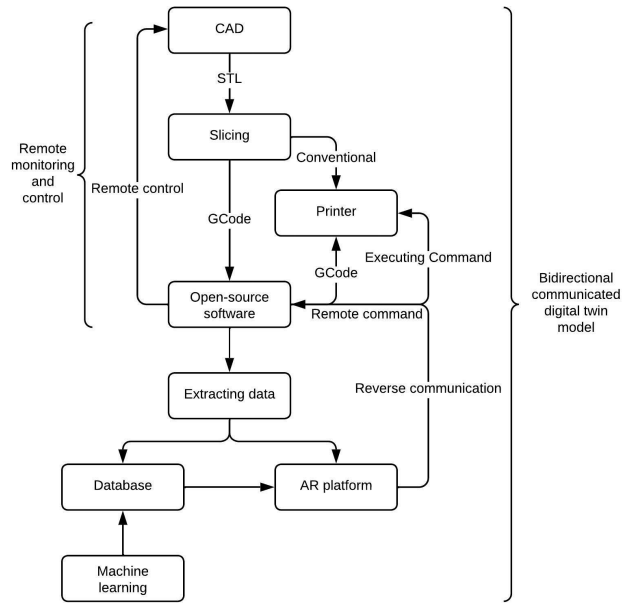 CAD
STL
Slicing
Conventional
Remote
monitoring
and
control
Remote control
Printer
GCode
Executing Command
GCode
Open-source
software
Remote command
Bidirectional
communicated
digital twin
model
Extracting data
Reverse communication
Database
AR platform
Machine
learning